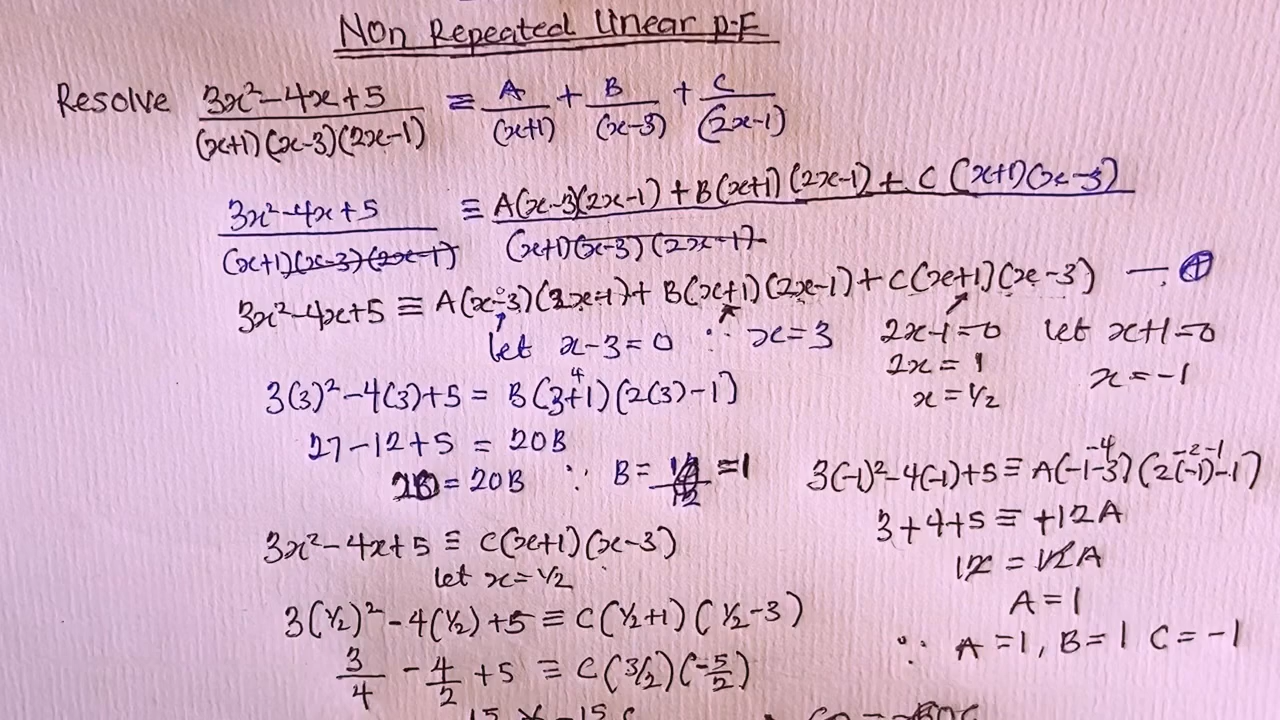 Non Repeated Linear P.F
Resolve (3x²-4x+5)/((x+1)(x-3)(2x-1)) ≡ A/(x+1) + B/(x-3) + C/(2x-1)
(3x²-4x+5)/((x+1)(x-3)(2x-1)) ≡ (A(x-3)(2x-1) + B(x+1)(2x-1) + C(x+1)(x-3))/((x+1)(x-3)(2x-1))
3x²-4x+5 ≡ A(x-3)(2x-1) + B(x+1)(2x-1) + C(x+1)(x-3) —
let x-3=0 ∵ x=3
3(3)²-4(3)+5 = B(3+1)(2(3)-1) 4
27-12+5 = 20B
20 = 20B ∵ B= =1
3x²-4x+5 ≡ C(x+1)(x-3)
let x=1/2
3(1/2)²-4(1/2)+5 ≡ C(1/2+1)(1/2-3)
3/4 - 4/2 + 5 ≡ C(3/2)(-5/2)
2x-1=0
2x=1
x=1/2
let x+1=0
x=-1
-4 -2-1
3(-1)²-4(-1)+5 ≡ A(-1-3)(2(-1)-1)
3+4+5 ≡ +12A
12 = 12A
A=1
∵ A=1, B=1 C=-1